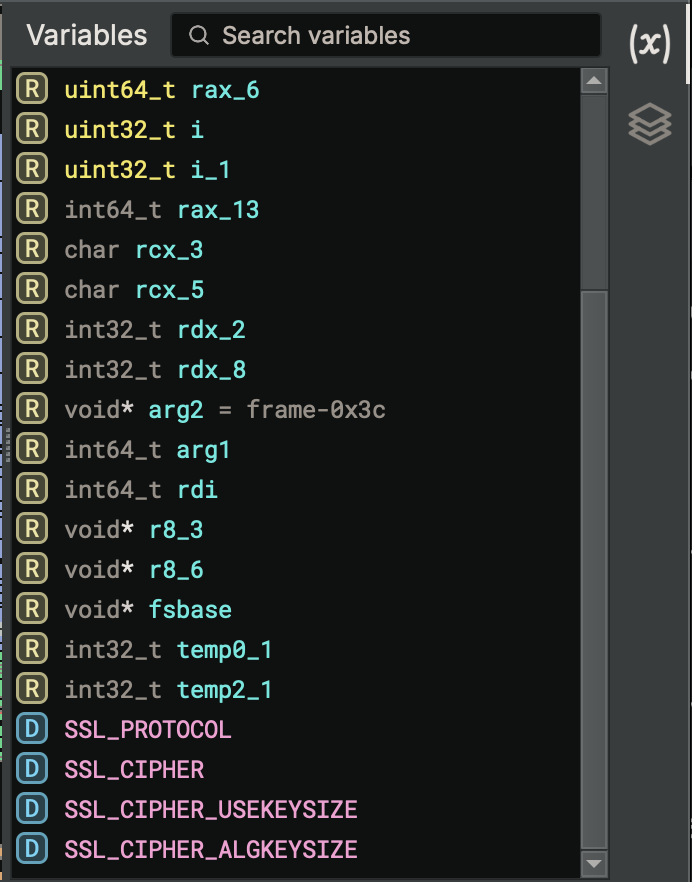 Variables Search variables (x)
R uint64_t rax_6
R uint32_t i
R uint32_t i_1
R int64_t rax_13
R char rcx_3
R char rcx_5
R int32_t rdx_2
R int32_t rdx_8
R void* arg2 = frame-0x3c
R int64_t arg1
R int64_t rdi
R void* r8_3
R void* r8_6
R void* fsbase
R int32_t temp0_1
R int32_t temp2_1
D SSL_PROTOCOL
D SSL_CIPHER
D SSL_CIPHER_USEKEYSIZE
D SSL_CIPHER_ALGKEYSIZE